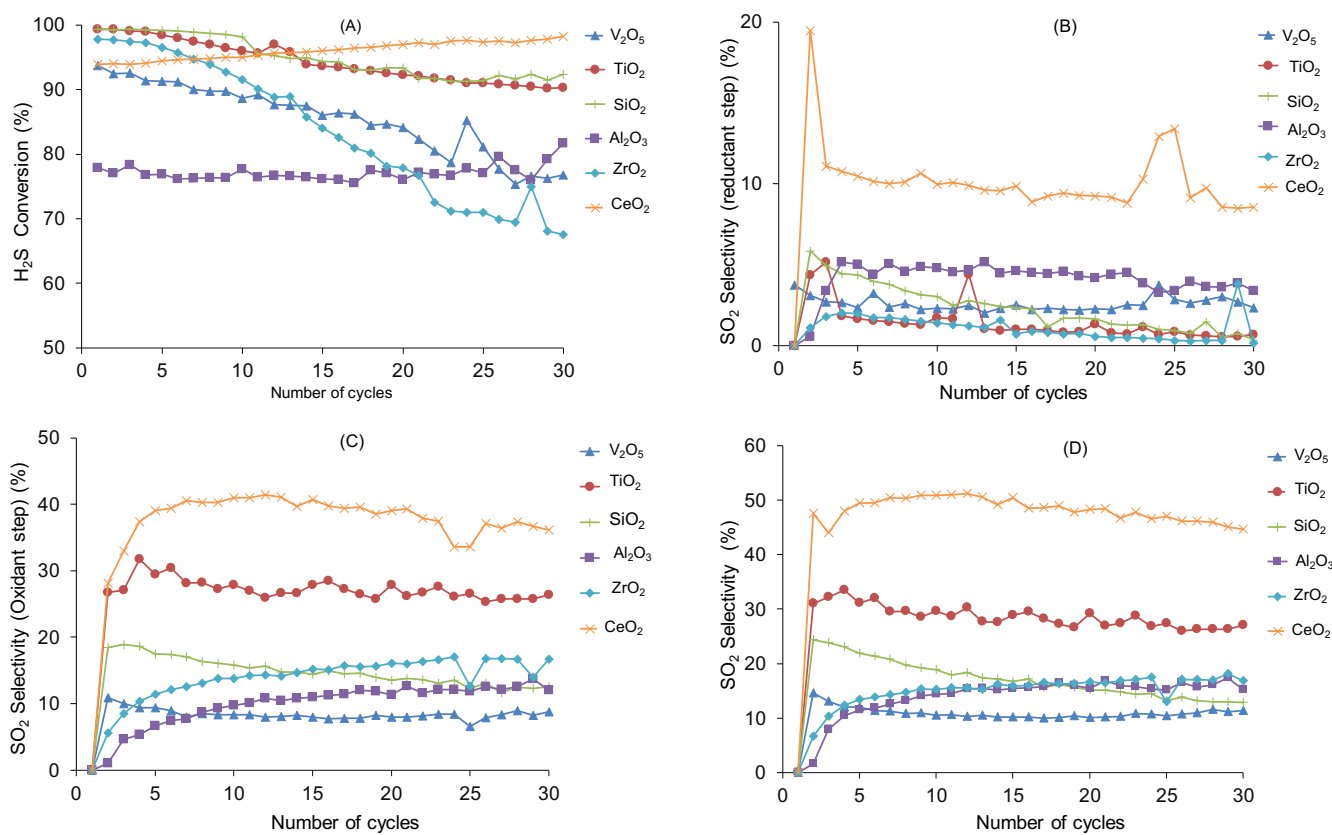 (A)
H₂S Conversion (%)
100
90
80
70
60
50
0 5 10 15 20 25 30
Number of cycles
V₂O₅
TiO₂
SiO₂
Al₂O₃
ZrO₂
CeO₂
(B)
SO₂ Selectivity (reductant step) (%)
20
10
0
0 5 10 15 20 25 30
Number of cycles
V₂O₅
TiO₂
SiO₂
Al₂O₃
ZrO₂
CeO₂
(C)
SO₂ Selectivity (Oxidant step) (%)
50
40
30
20
10
0
0 5 10 15 20 25 30
Number of cycles
V₂O₅
TiO₂
SiO₂
Al₂O₃
ZrO₂
CeO₂
(D)
SO₂ Selectivity (%)
60
50
40
30
20
10
0
0 5 10 15 20 25 30
Number of cycles
V₂O₅
TiO₂
SiO₂
Al₂O₃
ZrO₂
CeO₂